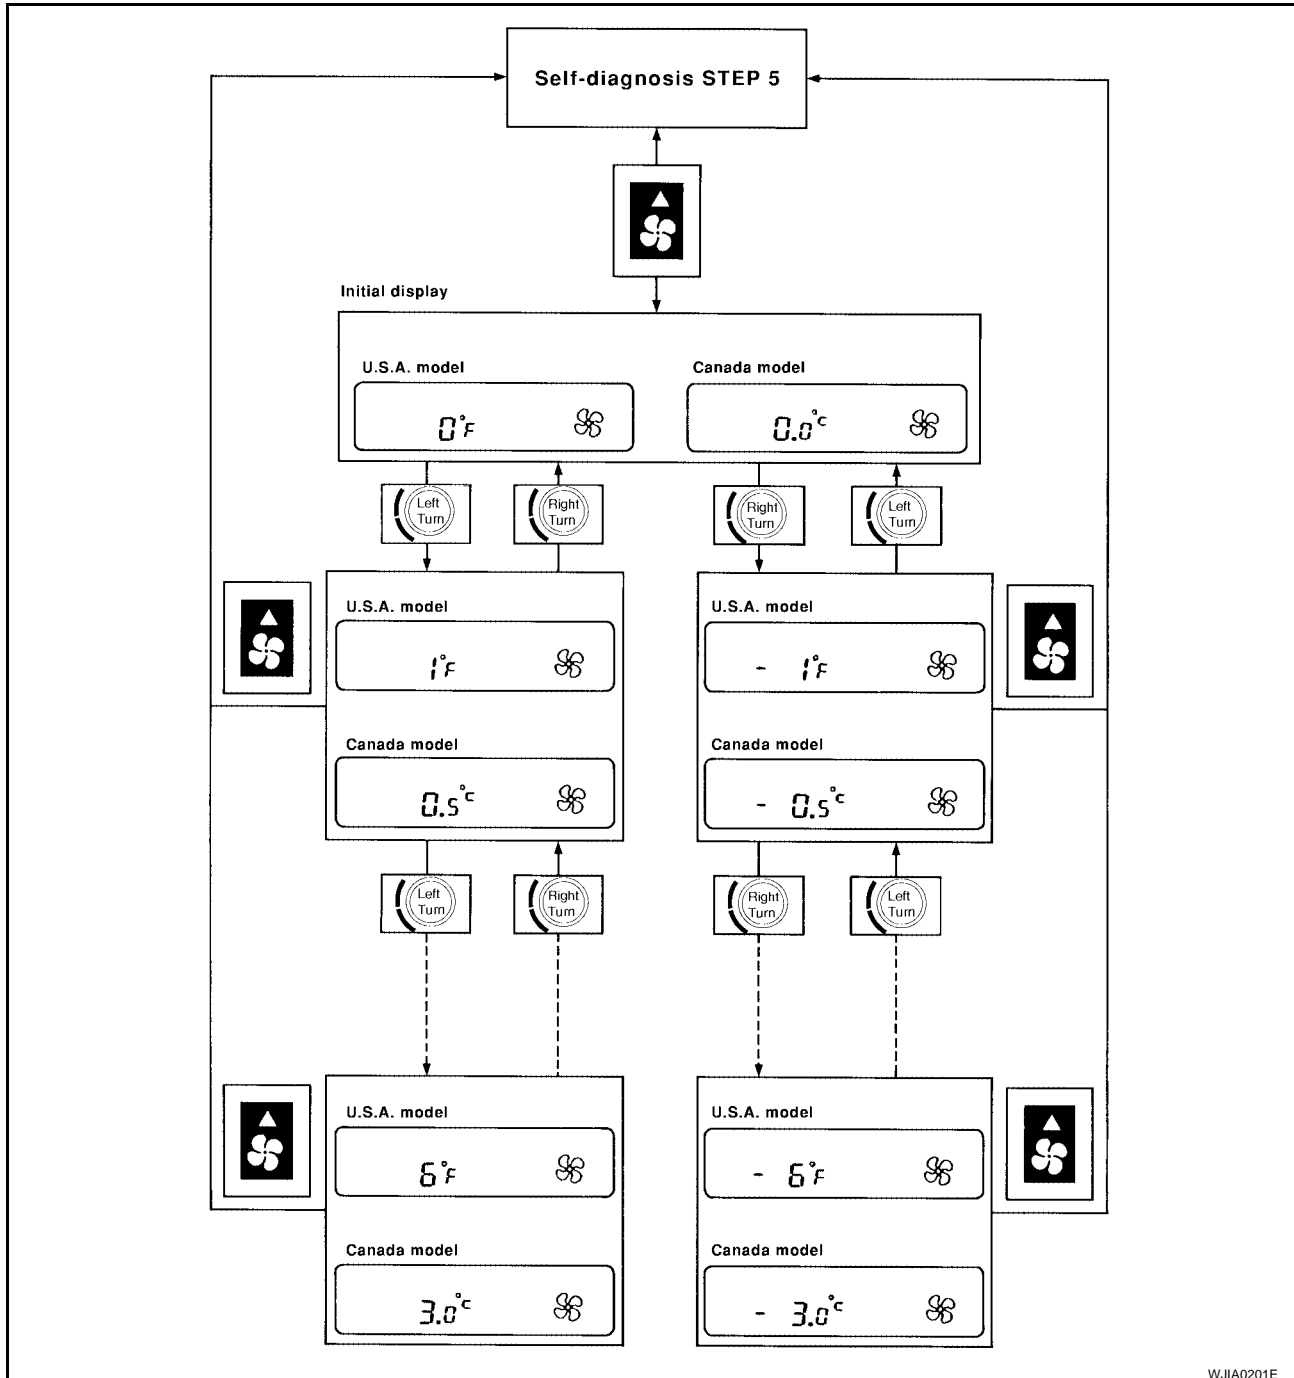 Self-diagnosis STEP 5
Initial display
U.S.A. model
Canada model
0°F
0.0°C
Left Turn
Right Turn
Right Turn
Left Turn
U.S.A. model
1°F
Canada model
0.5°C
U.S.A. model
- 1°F
Canada model
- 0.5°C
Left Turn
Right Turn
Right Turn
Left Turn
U.S.A. model
6°F
Canada model
3.0°C
U.S.A. model
- 6°F
Canada model
- 3.0°C
WJIA0201E